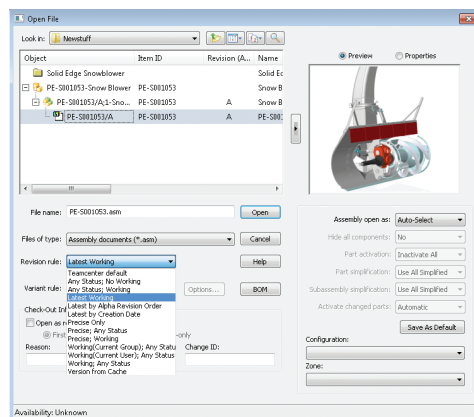 Open File
Look in: Newstuff
Object Item ID Revision (A... Name
Solid Edge Snowblower Solid Ec
PE-S001053-Snow Blower PE-S001053 Snow B
PE-S001053/A;1-Sno... PE-S001053 A Snow B
PE-S001053/A PE-S001053 A PE-S00
Preview Properties
File name: PE-S001053.asm Open
Files of type: Assembly documents (*.asm) Cancel
Revision rule: Latest Working Help
Teamcenter default
Any Status; No Working
Any Status; Working
Variant rule: Options... BOM
Latest Working
Latest by Alpha Revision Order
Latest by Creation Date
Check-Out In
Precise Only
Open as r
Precise; Any Status
Firs -only
Precise; Working
Reason: Change ID:
Working(Current Group); Any Statu
Working(Current User); Any Status
Working; Any Status
Version from Cache
Assembly open as: Auto-Select
Hide all components: No
Part activation: Inactivate All
Part simplification: Use All Simplified
Subassembly simplification: Use All Simplified
Activate changed parts: Automatic
Save As Default
Configuration:
Zone:
Availability: Unknown